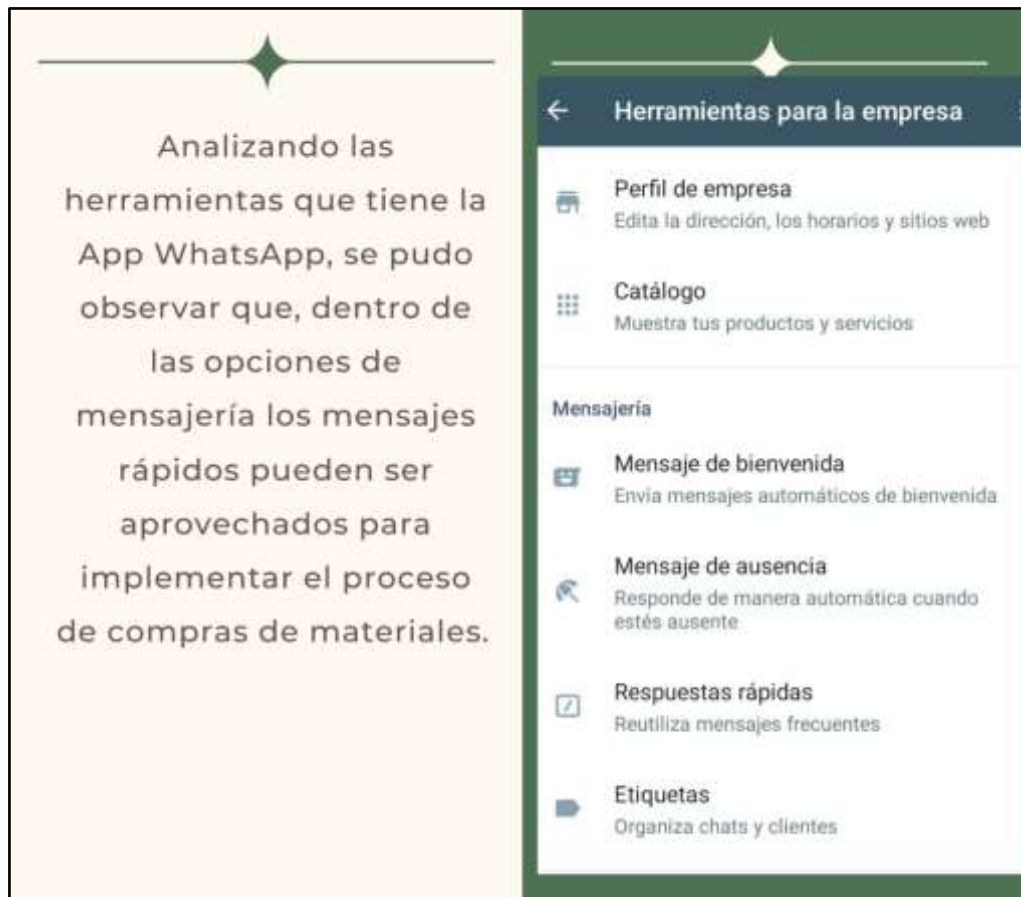 Analizando las
herramientas que tiene la
App WhatsApp, se pudo
observar que, dentro de
las opciones de
mensajería los mensajes
rápidos pueden ser
aprovechados para
implementar el proceso
de compras de materiales.
Herramientas para la empresa
Perfil de empresa
Edita la dirección, los horarios y sitios web
Catálogo
Muestra tus productos y servicios
Mensajería
Mensaje de bienvenida
Envía mensajes automáticos de bienvenida
Mensaje de ausencia
Responde de manera automática cuando
estés ausente
Respuestas rápidas
Reutiliza mensajes frecuentes
Etiquetas
Organiza chats y clientes